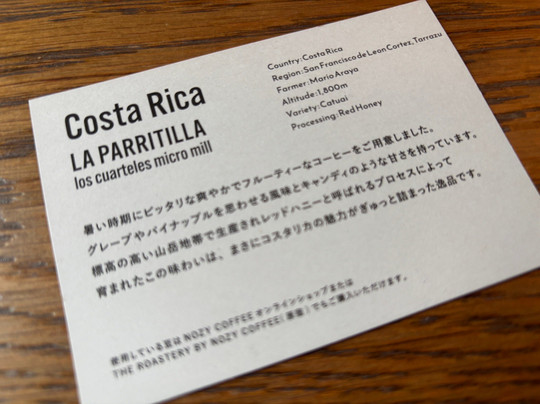 Costa Rica
LA PARRITILLA
los cuarteles micro mill
Country:Costa Rica
Region:San Francisco de Leon Cortez, Tarrazu
Farmer:Mario Araya
Altitude:1,800m
Variety:Catuai
Processing:Red Honey
暑い時期にピッタリな爽やかでフルーティーなコーヒーをご用意しました。
グレープやパイナップルを思わせる風味とキャンディのような甘さを持っています。
標高の高い山岳地帯で生産されレッドハニーと呼ばれるプロセスによって
育まれたこの味わいは、まさにコスタリカの魅力がぎゅっと詰まった逸品です。
使用している豆は NOZY COFFEE オンラインショップまたは
THE ROASTERY BY NOZY COFFEE(原宿)でもご購入いただけます。